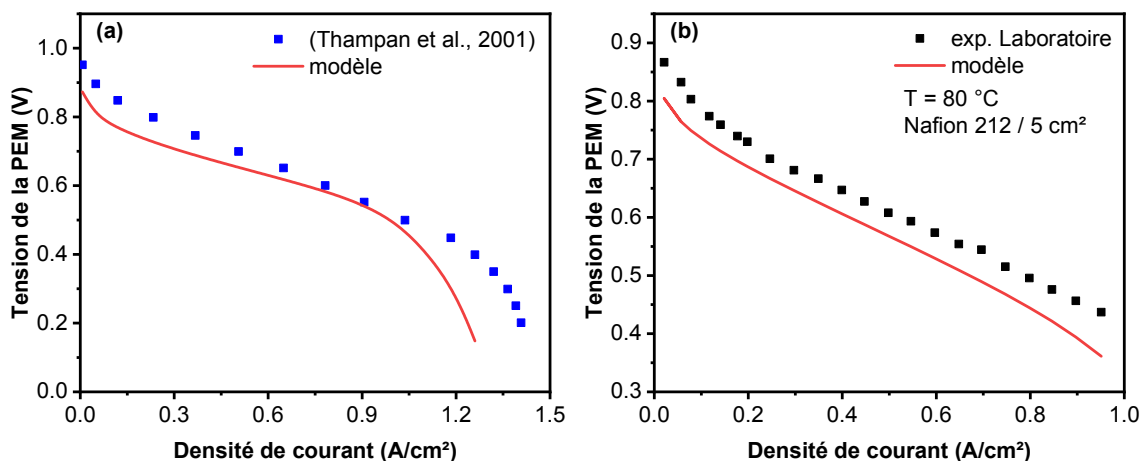 (a)
(Thampan et al., 2001)
modèle
Tension de la PEM (V)
1.0
0.8
0.6
0.4
0.2
0.0
0.0 0.3 0.6 0.9 1.2 1.5
Densité de courant (A/cm²)
(b)
exp. Laboratoire
modèle
T = 80 °C
Nafion 212 / 5 cm²
Tension de la PEM (V)
0.9
0.8
0.7
0.6
0.5
0.4
0.3
0.0 0.2 0.4 0.6 0.8 1.0
Densité de courant (A/cm²)